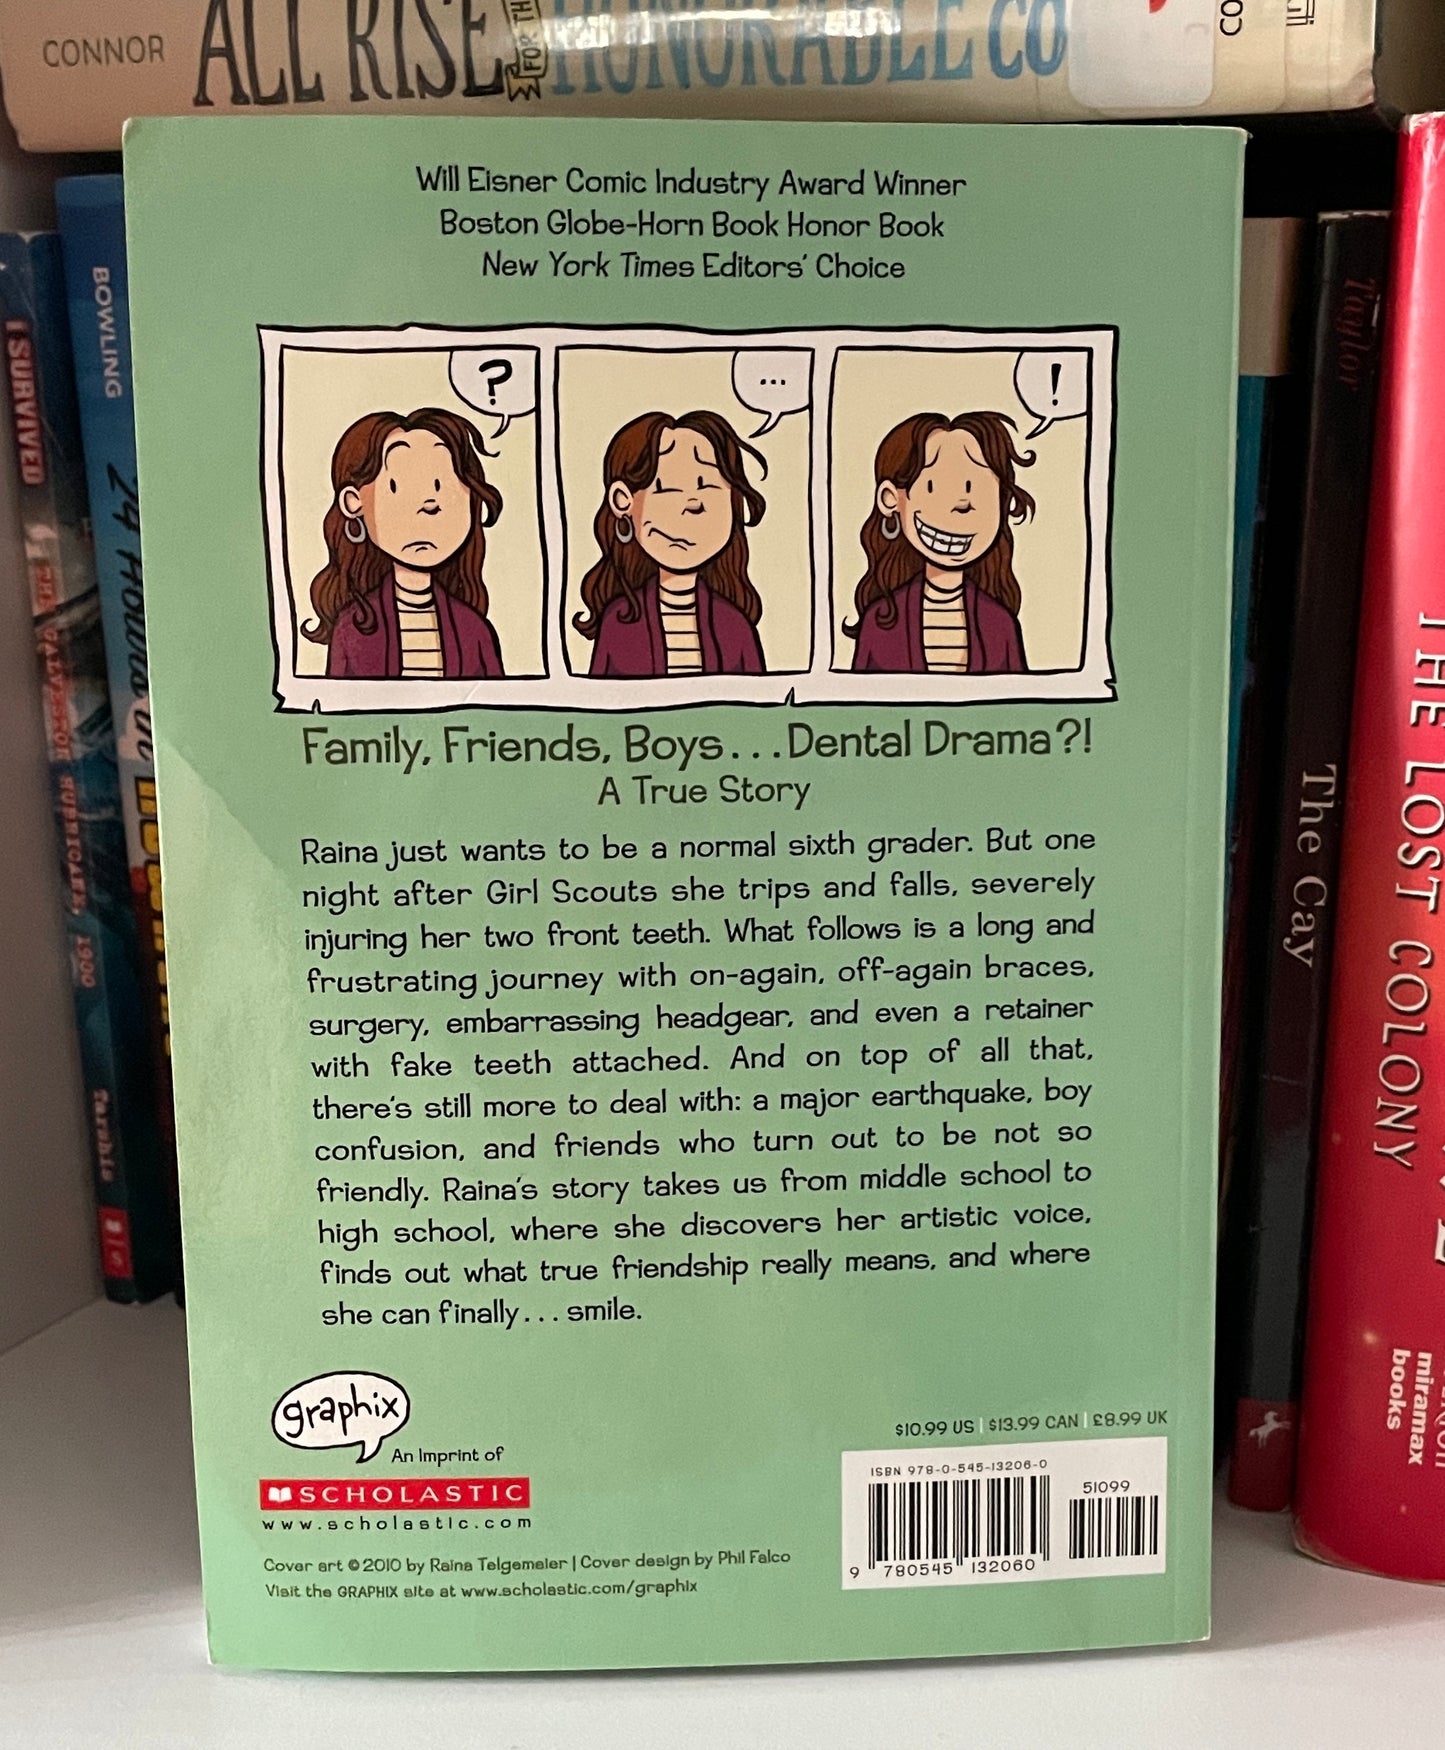 CONNOR ALL RISE FOR TH HONORABLE CO
CO
Will Eisner Comic Industry Award Winner
Boston Globe-Horn Book Honor Book
New York Times Editors' Choice
?
...
!
Family, Friends, Boys...Dental Drama?!
A True Story
Raina just wants to be a normal sixth grader. But one
night after Girl Scouts she trips and falls, severely
injuring her two front teeth. What follows is a long and
frustrating journey with on-again, off-again braces,
surgery, embarrassing headgear, and even a retainer
with fake teeth attached. And on top of all that,
there's still more to deal with: a major earthquake, boy
confusion, and friends who turn out to be not so
friendly. Raina's story takes us from middle school to
high school, where she discovers her artistic voice,
finds out what true friendship really means, and where
she can finally... smile.
graphix
An Imprint of
SCHOLASTIC
www.scholastic.com
Cover art © 2010 by Raina Telgemeier | Cover design by Phil Falco
Visit the GRAPHIX site at www.scholastic.com/graphix
$10.99 US | $13.99 CAN | £8.99 UK
ISBN 978-0-545-13206-0
51099
9 780545 132060
I SURVIVED
Tarshis
BOWLING
24 Hours in
Taylor
The Cay
THE LOST COLONY
miramax
books